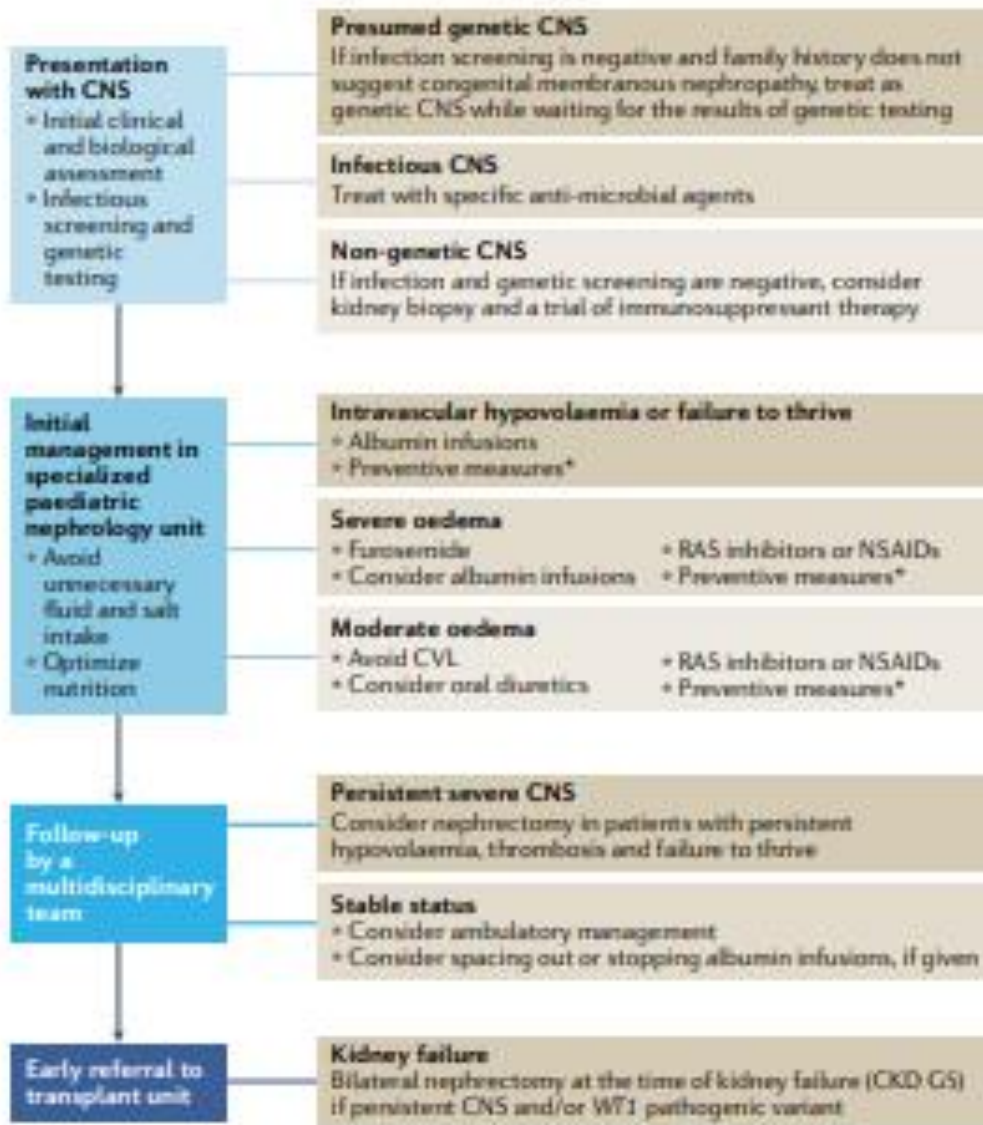 Presentation
with CNS
• Initial clinical
and biological
assessment
• Infectious
screening and
genetic
testing
Presumed genetic CNS
If infection screening is negative and family history does not
suggest congenital membranous nephropathy, treat as
genetic CNS while waiting for the results of genetic testing
Infectious CNS
Treat with specific anti-microbial agents
Non-genetic CNS
If infection and genetic screening are negative, consider
kidney biopsy and a trial of immunosuppressant therapy
Initial
management in
specialized
paediatric
nephrology unit
• Avoid
unnecessary
fluid and salt
intake
• Optimize
nutrition
Intravascular hypovolaemia or failure to thrive
• Albumin infusions
• Preventive measures*
Severe oedema
• Furosemide
• Consider albumin infusions
• RAS inhibitors or NSAIDs
• Preventive measures*
Moderate oedema
• Avoid CVL
• Consider oral diuretics
• RAS inhibitors or NSAIDs
• Preventive measures*
Follow-up
by a
multidisciplinary
team
Persistent severe CNS
Consider nephrectomy in patients with persistent
hypovolaemia, thrombosis and failure to thrive
Stable status
• Consider ambulatory management
• Consider spacing out or stopping albumin infusions, if given
Early referral to
transplant unit
Kidney failure
Bilateral nephrectomy at the time of kidney failure (CKD G5)
if persistent CNS and/or WT1 pathogenic variant